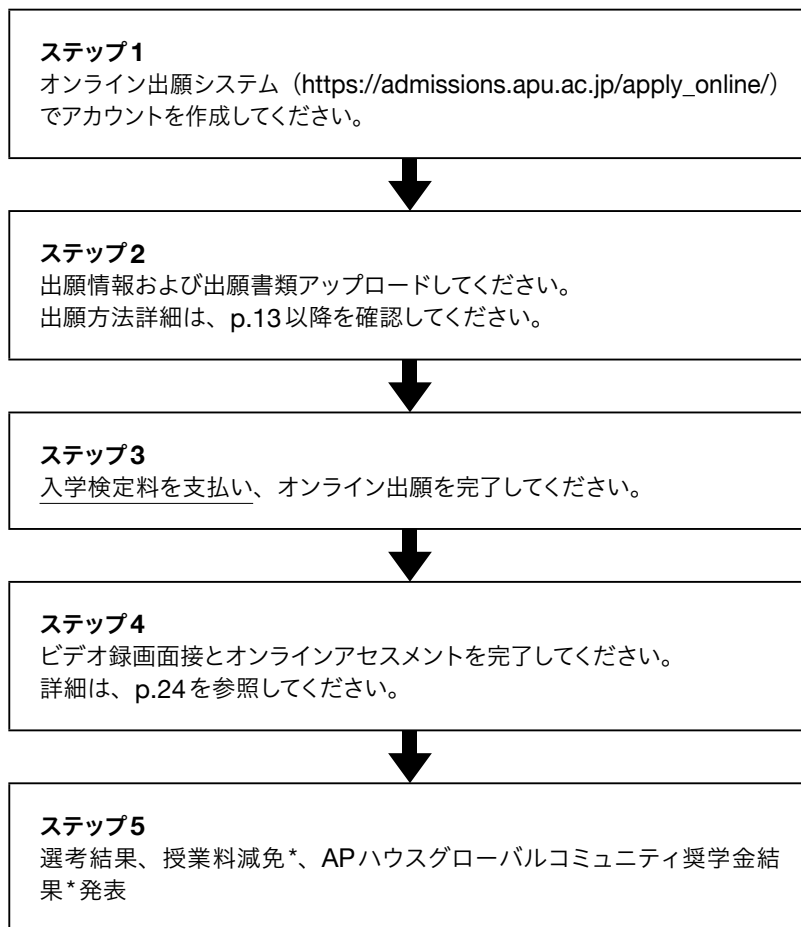 ステップ1
オンライン出願システム（https://admissions.apu.ac.jp/apply_online/）
でアカウントを作成してください。
ステップ2
出願情報および出願書類アップロードしてください。
出願方法詳細は、p.13以降を確認してください。
ステップ3
入学検定料を支払い、オンライン出願を完了してください。
ステップ4
ビデオ録画面接とオンラインアセスメントを完了してください。
詳細は、p.24を参照してください。
ステップ5
選考結果、授業料減免*、APハウスグローバルコミュニティ奨学金結
果*発表